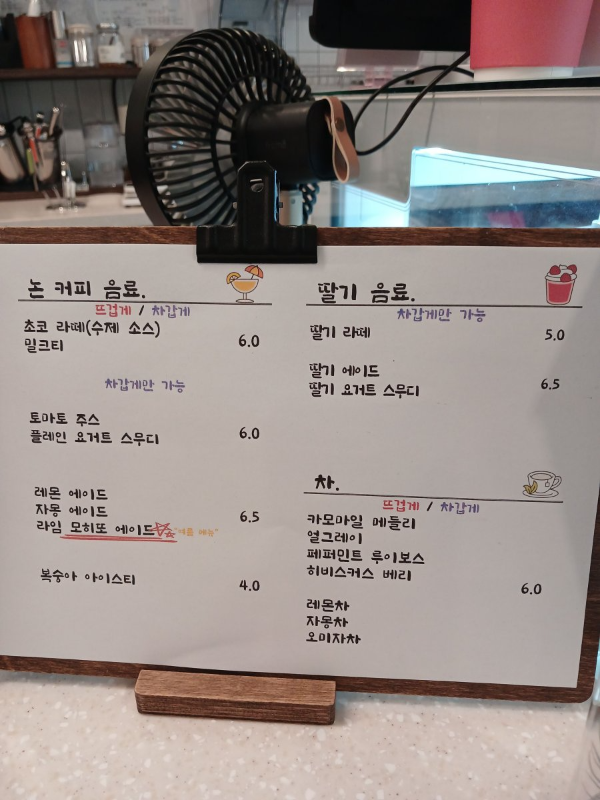 논 커피 음료.
뜨겁게 / 차갑게
초코 라떼(수제 소스)
밀크티
6.0
차갑게만 가능
토마토 주스
플레인 요거트 스무디
6.0
레몬 에이드
자몽 에이드
라임 모히또 에이드 "여름 메뉴"
6.5
복숭아 아이스티
4.0
딸기 음료.
차갑게만 가능
딸기 라떼
5.0
딸기 에이드
딸기 요거트 스무디
6.5
차.
뜨겁게 / 차갑게
카모마일 메들리
얼그레이
페퍼민트 루이보스
히비스커스 베리
6.0
레몬차
자몽차
오미자차